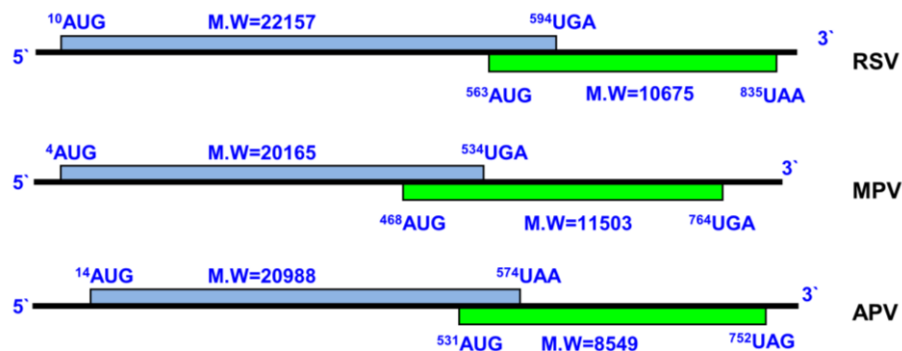 ¹⁰AUG M.W=22157 ⁵⁹⁴UGA
5` 3`
RSV
⁵⁶³AUG M.W=10675 ⁸³⁵UAA
⁴AUG M.W=20165 ⁵³⁴UGA
5` 3`
MPV
⁴⁶⁸AUG M.W=11503 ⁷⁶⁴UGA
¹⁴AUG M.W=20988 ⁵⁷⁴UAA
5` 3`
APV
⁵³¹AUG M.W=8549 ⁷⁵²UAG